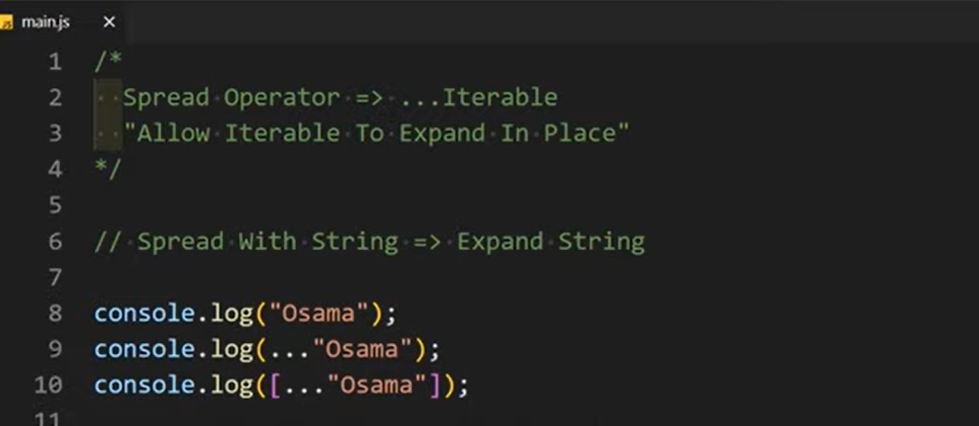 main.js
1 /*
2 Spread Operator => ...Iterable
3 "Allow Iterable To Expand In Place"
4 */
5
6 // Spread With String => Expand String
7
8 console.log("Osama");
9 console.log(..."Osama");
10 console.log([..."Osama"]);
11